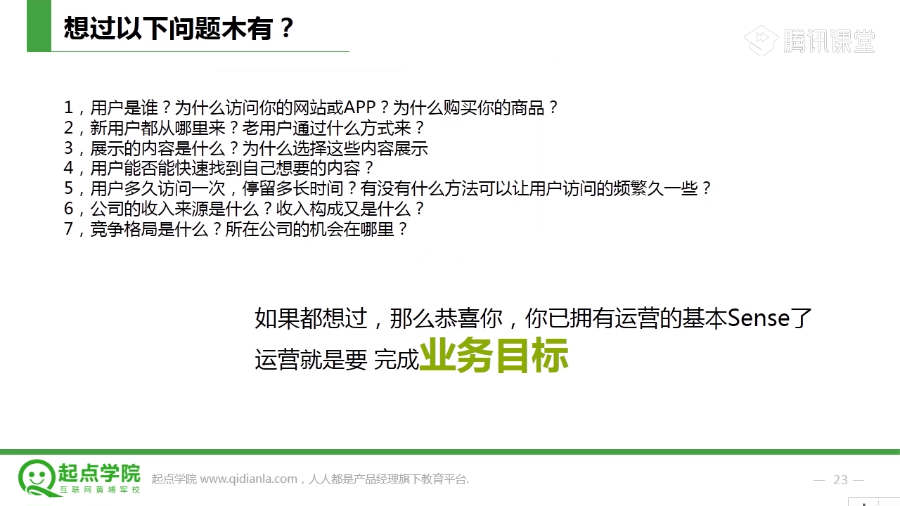 想过以下问题木有？
腾讯课堂
1，用户是谁？为什么访问你的网站或APP？为什么购买你的商品？
2，新用户都从哪里来？老用户通过什么方式来？
3，展示的内容是什么？为什么选择这些内容展示
4，用户能否能快速找到自己想要的内容？
5，用户多久访问一次，停留多长时间？有没有什么方法可以让用户访问的频繁久一些？
6，公司的收入来源是什么？收入构成又是什么？
7，竞争格局是什么？所在公司的机会在哪里？
如果都想过，那么恭喜你，你已拥有运营的基本Sense了
运营就是要 完成业务目标
起点学院
互联网黄埔军校
起点学院 www.qidianla.com，人人都是产品经理旗下教育平台.
— 23 —